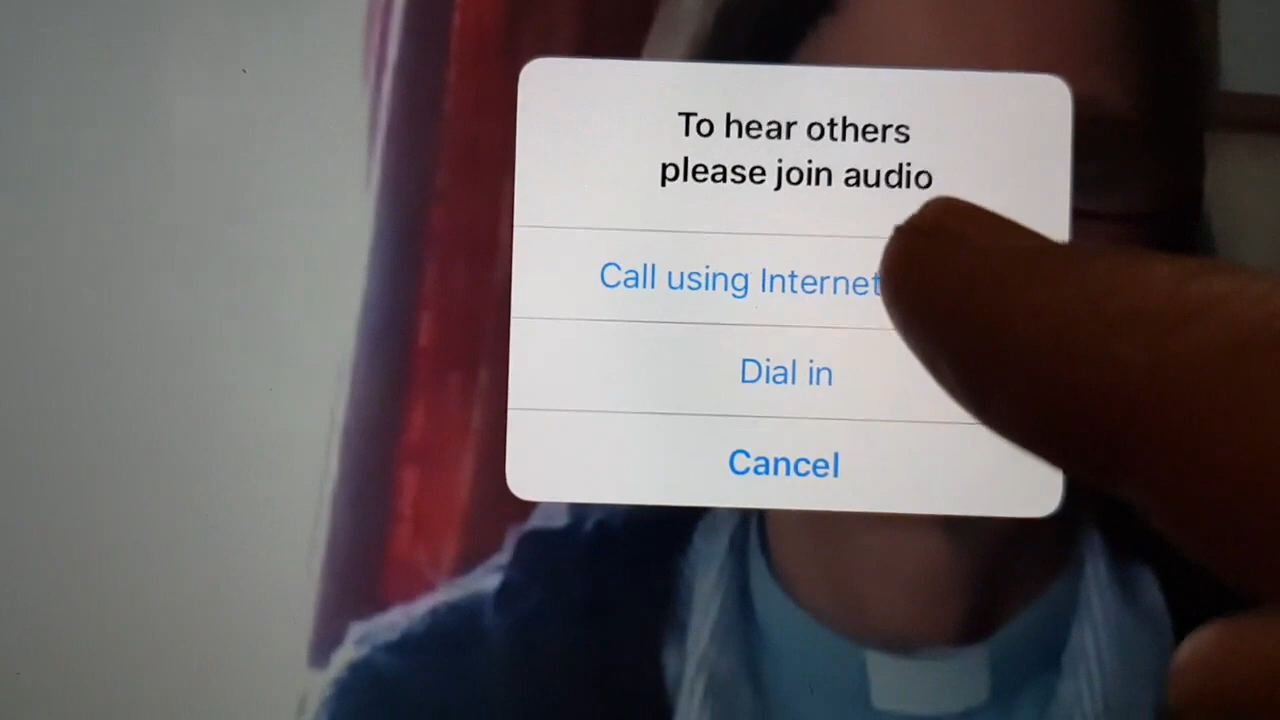 To hear others
please join audio
Call using Internet
Dial in
Cancel